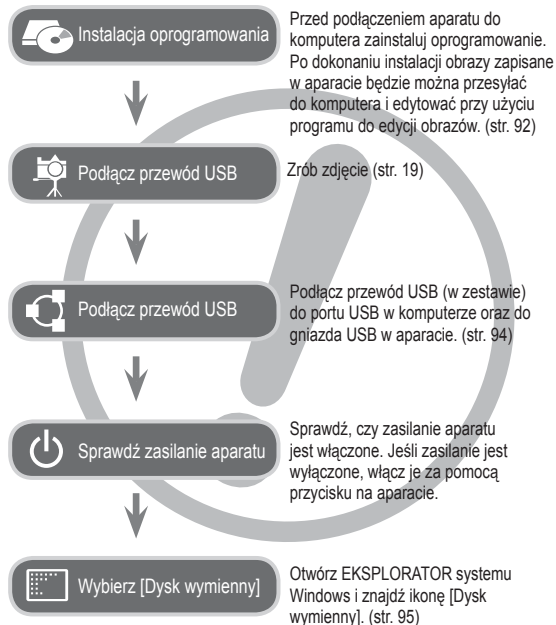 Instalacja oprogramowania
Przed podłączeniem aparatu do
komputera zainstaluj oprogramowanie.
Po dokonaniu instalacji obrazy zapisane
w aparacie będzie można przesyłać
do komputera i edytować przy użyciu
programu do edycji obrazów. (str. 92)
Podłącz przewód USB
Zrób zdjęcie (str. 19)
Podłącz przewód USB
Podłącz przewód USB (w zestawie)
do portu USB w komputerze oraz do
gniazda USB w aparacie. (str. 94)
Sprawdź zasilanie aparatu
Sprawdź, czy zasilanie aparatu
jest włączone. Jeśli zasilanie jest
wyłączone, włącz je za pomocą
przycisku na aparacie.
Wybierz [Dysk wymienny]
Otwórz EKSPLORATOR systemu
Windows i znajdź ikonę [Dysk
wymienny]. (str. 95)